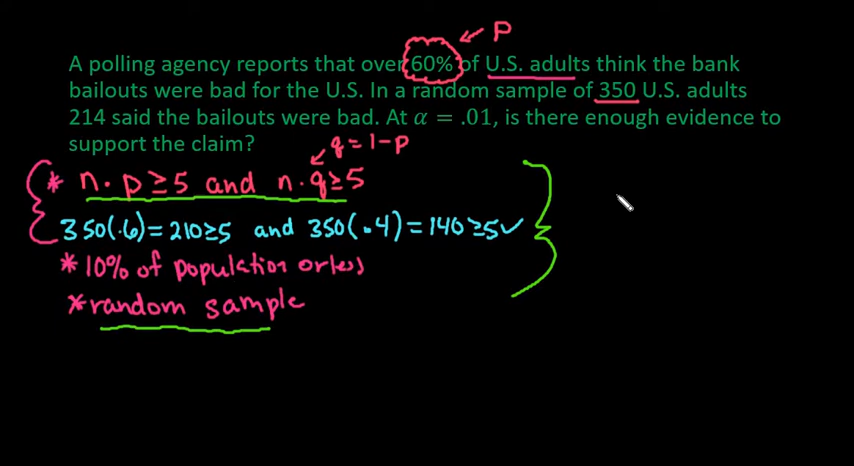 p
A polling agency reports that over 60% of U.S. adults think the bank
bailouts were bad for the U.S. In a random sample of 350 U.S. adults
214 said the bailouts were bad. At α = .01, is there enough evidence to
support the claim?
q = 1 - p
* n · p ≥ 5 and n · q ≥ 5
350(.6) = 210 ≥ 5 and 350(.4) = 140 ≥ 5 ✓
* 10% of population or less
* random sample